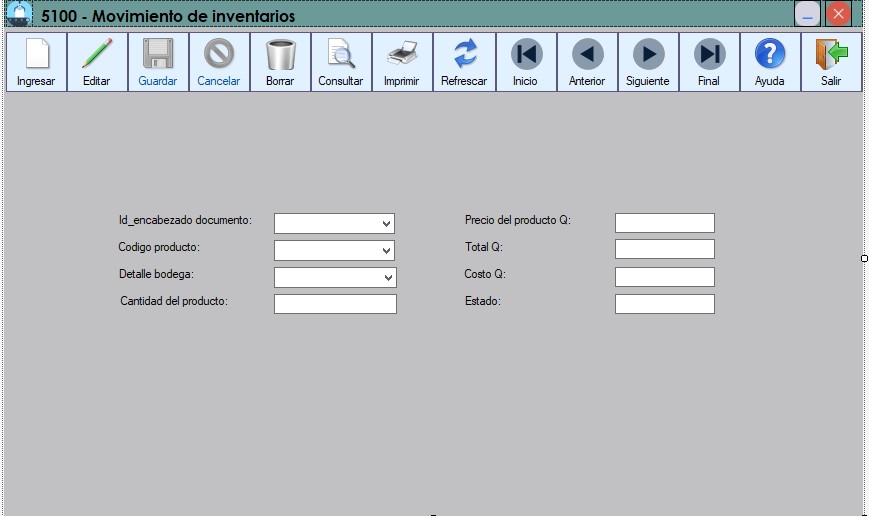 5100 - Movimiento de inventarios
Ingresar Editar Guardar Cancelar Borrar Consultar Imprimir Refrescar Inicio Anterior Siguiente Final Ayuda Salir
Id_encabezado documento: Precio del producto Q:
Codigo producto: Total Q:
Detalle bodega: Costo Q:
Cantidad del producto: Estado: